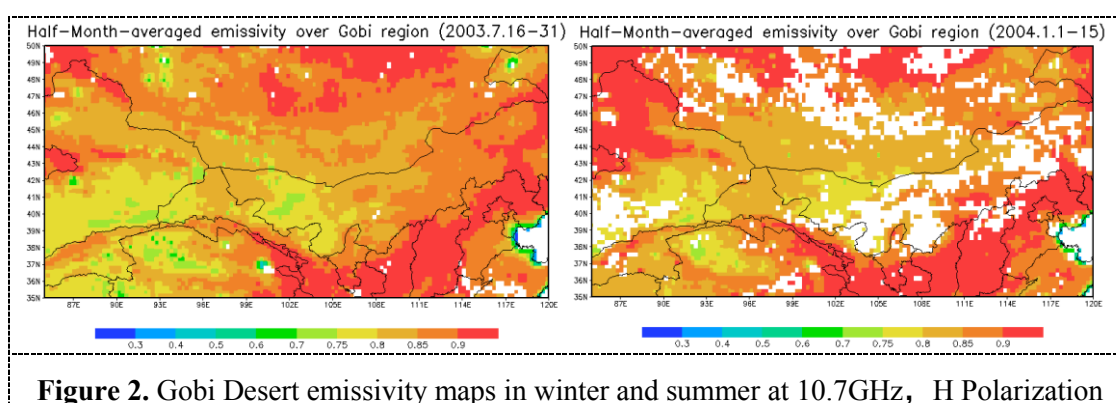 Half-Month-averaged emissivity over Gobi region (2003.7.16-31)
50N
49N
48N
47N
46N
45N
44N
43N
42N
41N
40N
39N
38N
37N
36N
35N
87E 90E 93E 96E 99E 102E 105E 108E 111E 114E 117E 120E
0.3 0.4 0.5 0.6 0.7 0.75 0.8 0.85 0.9
Half-Month-averaged emissivity over Gobi region (2004.1.1-15)
50N
49N
48N
47N
46N
45N
44N
43N
42N
41N
40N
39N
38N
37N
36N
35N
87E 90E 93E 96E 99E 102E 105E 108E 111E 114E 117E 120E
0.3 0.4 0.5 0.6 0.7 0.75 0.8 0.85 0.9
Figure 2. Gobi Desert emissivity maps in winter and summer at 10.7GHz，H Polarization